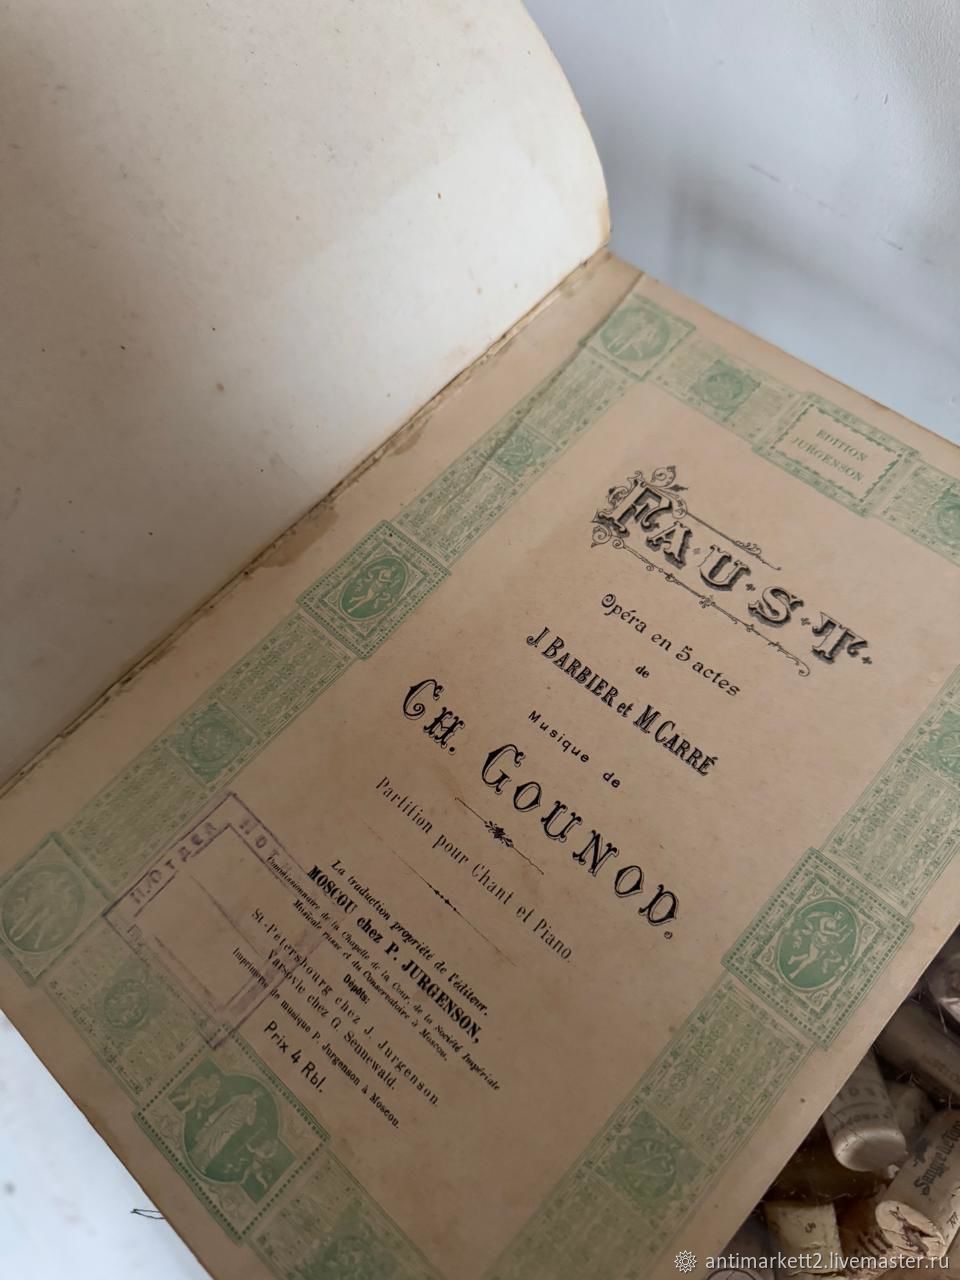 EDITION
JURGENSON
FAUST
Opéra en 5 actes
de
J. BARBIER et M. CARRÉ
Musique de
CH. GOUNOD.
Partition pour Chant et Piano.
La traduction propriété de l'éditeur.
MOSCOU chez P. JURGENSON,
Commissionnaire de la Chapelle de la Cour, de la Société Impériale
Musicale russe et du Conservatoire à Moscou.
Dépôts:
St.-Pétersbourg chez J. Jurgenson.
Varsovie chez G. Sennewald.
Imprimerie de musique P. Jurgenson à Moscou.
Prix 4 Rbl.
antimarkett2.livemaster.ru